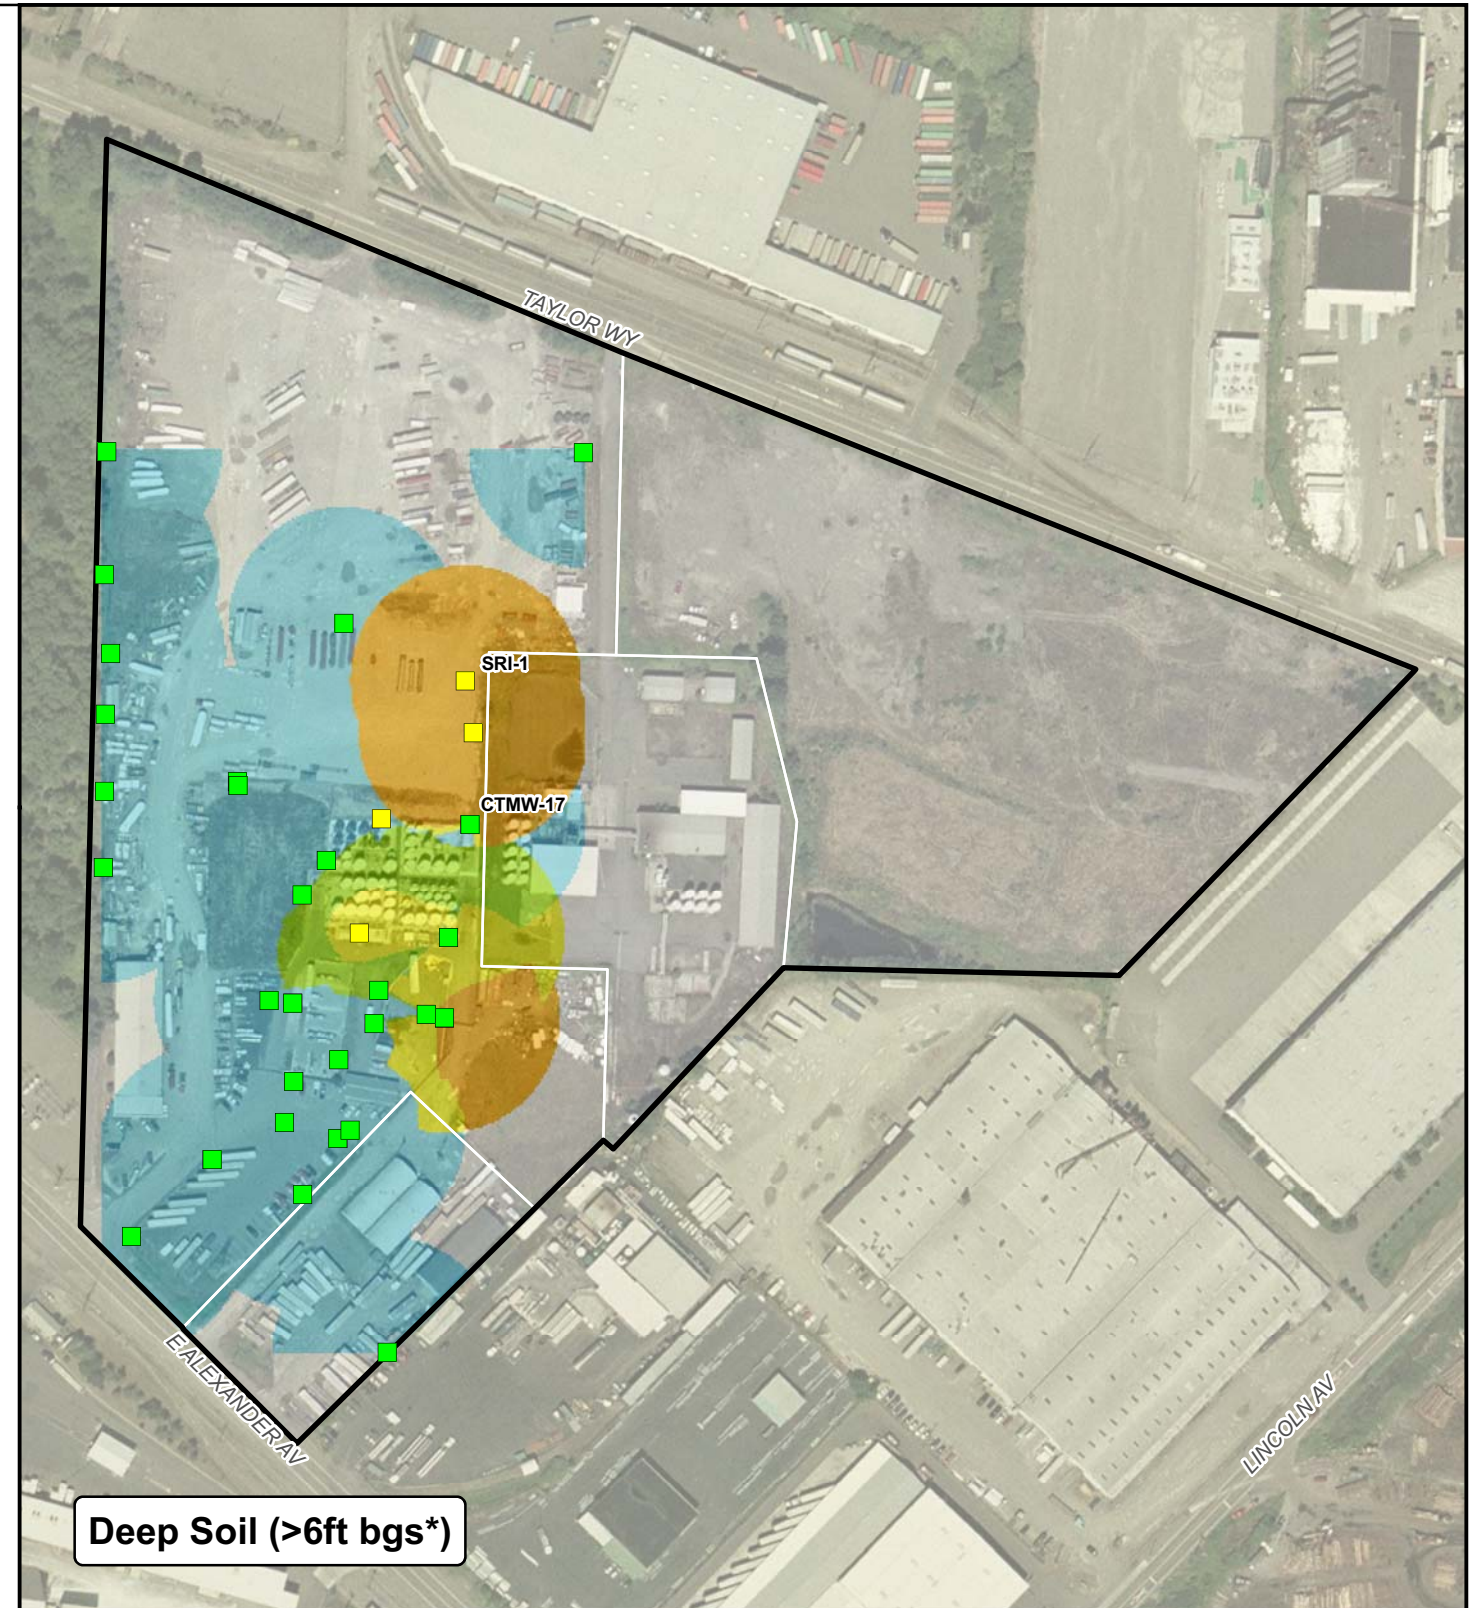 TAYLOR WY
SRI-1
CTMW-17
E ALEXANDER AV
LINCOLN AV
Deep Soil (>6ft bgs*)